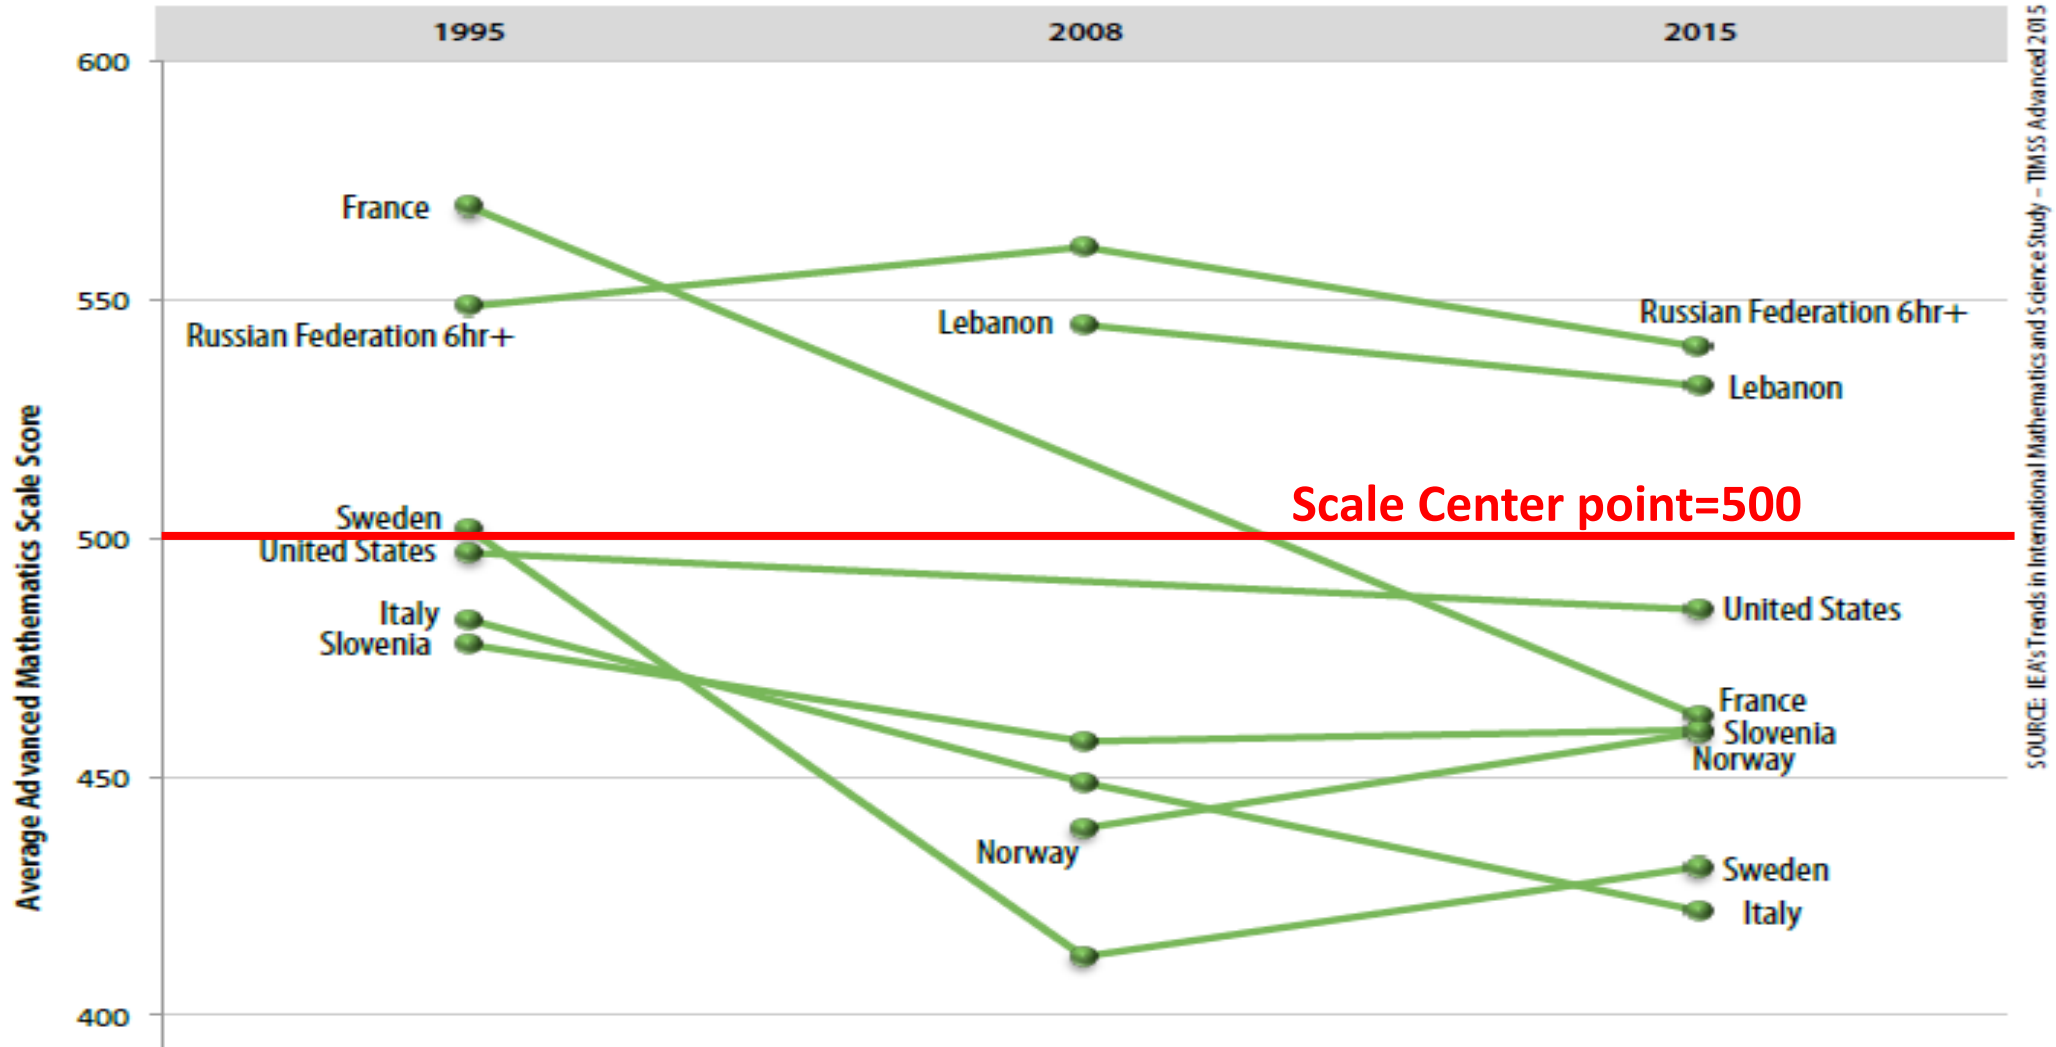 1995 2008 2015
600
France
550
Russian Federation 6hr+
Russian Federation 6hr+
Lebanon
Lebanon
Scale Center point=500
Sweden
500
United States
United States
Italy
Slovenia
France
Slovenia
Norway
450
Norway
Sweden
Italy
400
Average Advanced Mathematics Scale Score
SOURCE: IEA's Trends in International Mathematics and Science Study – TIMSS Advanced 2015